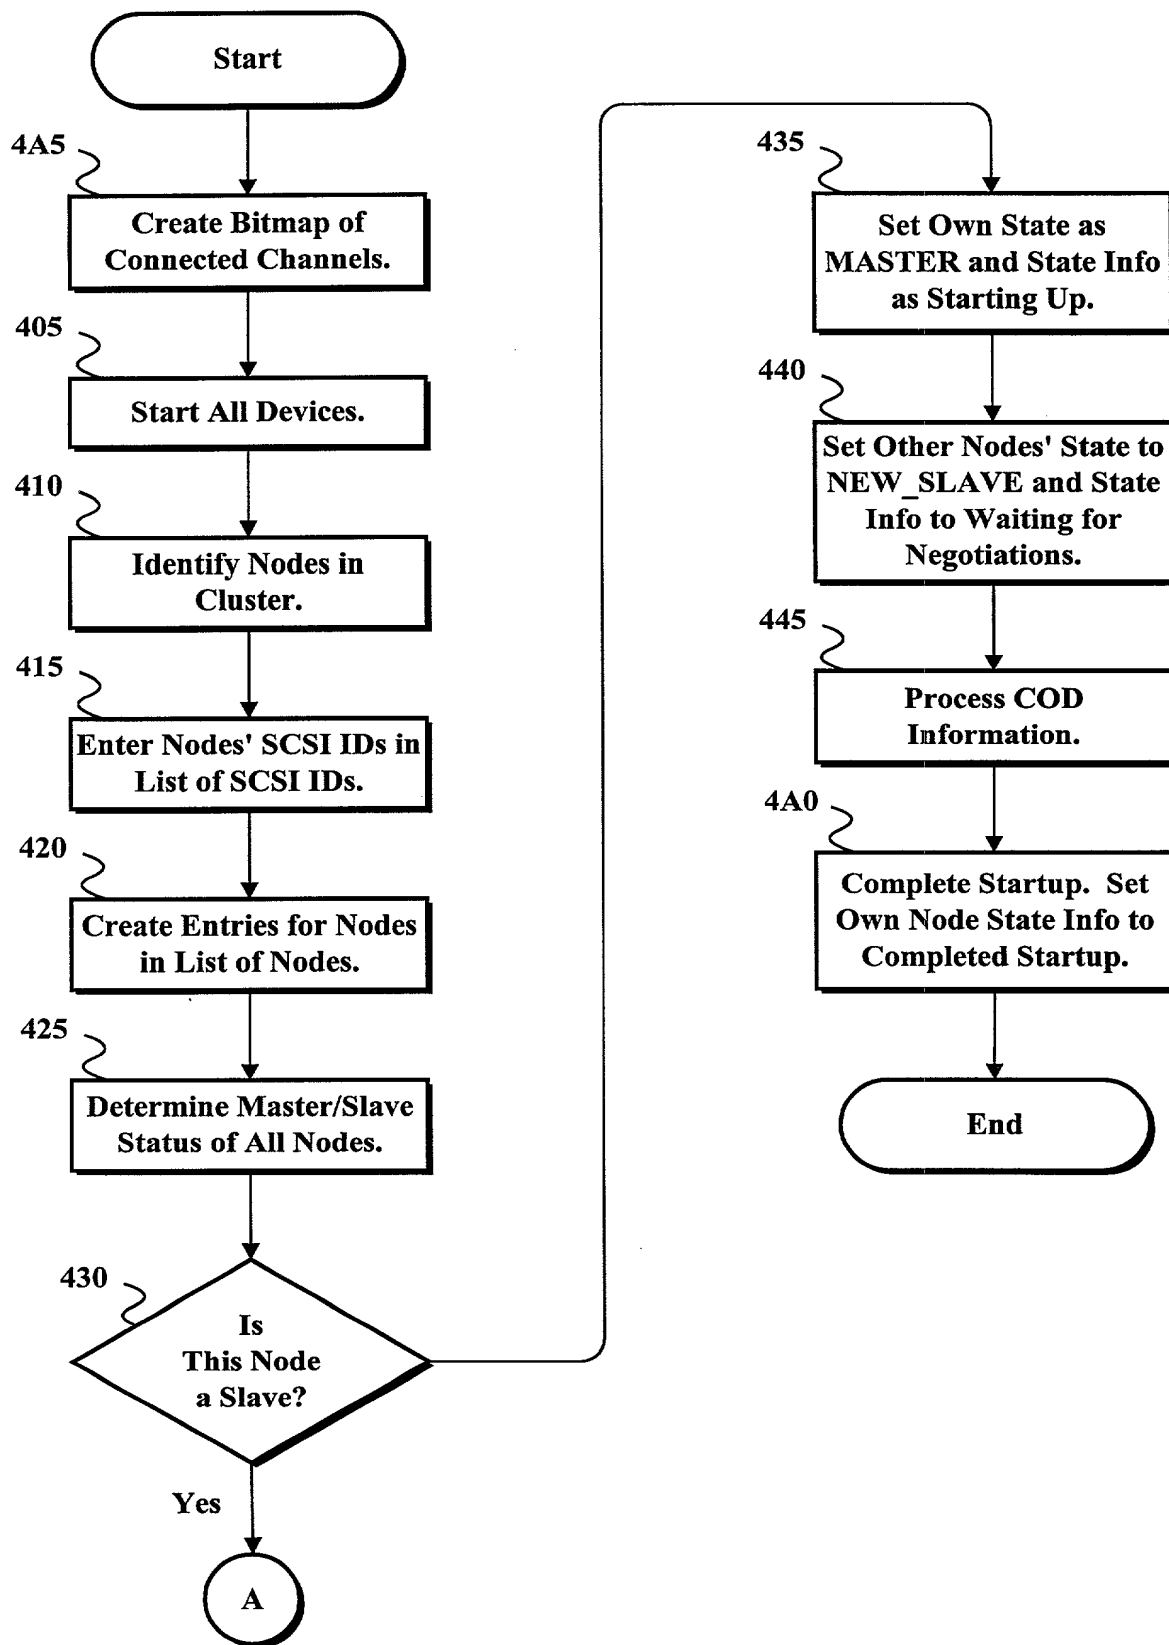 Start
4A5
Create Bitmap of
Connected Channels.
405
Start All Devices.
410
Identify Nodes in
Cluster.
415
Enter Nodes' SCSI IDs in
List of SCSI IDs.
420
Create Entries for Nodes
in List of Nodes.
425
Determine Master/Slave
Status of All Nodes.
430
Is
This Node
a Slave?
Yes
A
435
Set Own State as
MASTER and State Info
as Starting Up.
440
Set Other Nodes' State to
NEW_SLAVE and State
Info to Waiting for
Negotiations.
445
Process COD
Information.
4A0
Complete Startup. Set
Own Node State Info to
Completed Startup.
End